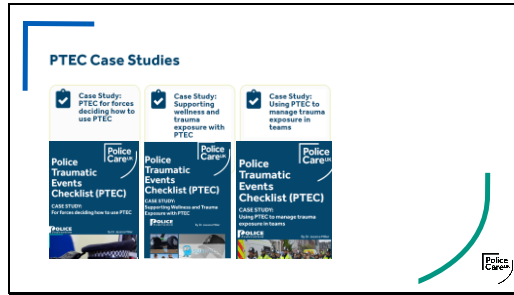 PTEC Case Studies
Case Study:
PTEC for forces
deciding how to
use PTEC
Case Study:
Supporting
wellness and
trauma
exposure with
PTEC
Case Study:
Using PTEC to
manage trauma
exposure in
teams
Police
Care UK
Police
Traumatic
Events
Checklist (PTEC)
CASE STUDY:
For forces deciding how to use PTEC
POLICE
Police
Care UK
Police
Traumatic
Events
Checklist (PTEC)
CASE STUDY:
Supporting Wellness and Trauma
Exposure with PTEC
POLICE
Police
Care UK
Police
Traumatic
Events
Checklist (PTEC)
CASE STUDY:
Using PTEC to manage trauma
exposure in teams
POLICE
Police
Care UK